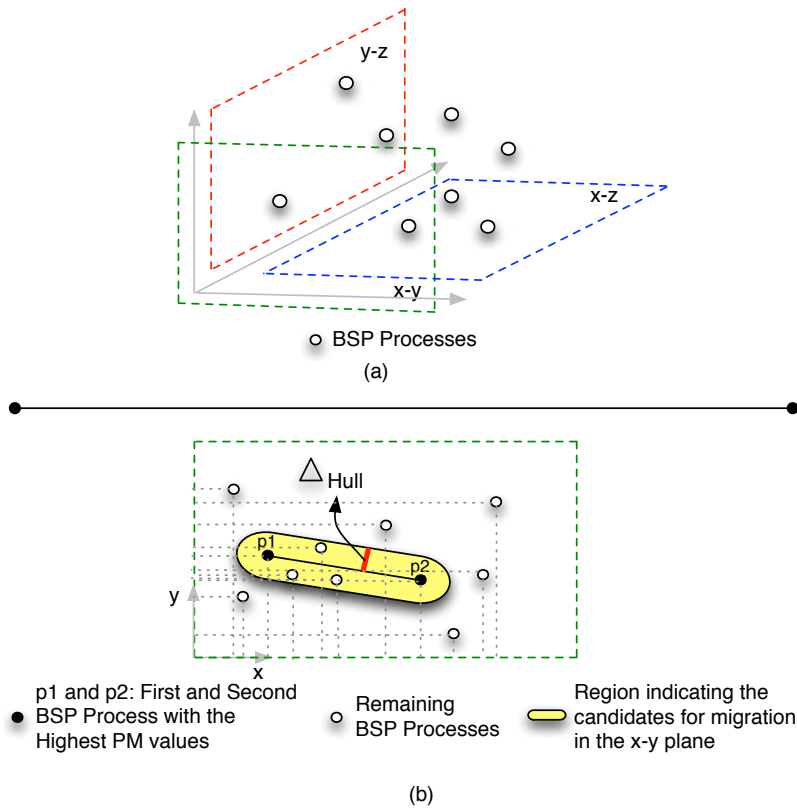 y-z
x-z
x-y
BSP Processes
(a)
Hull
p1
p2
y
x
p1 and p2: First and Second
BSP Process with the
Highest PM values
Remaining
BSP Processes
Region indicating the
candidates for migration
in the x-y plane
(b)